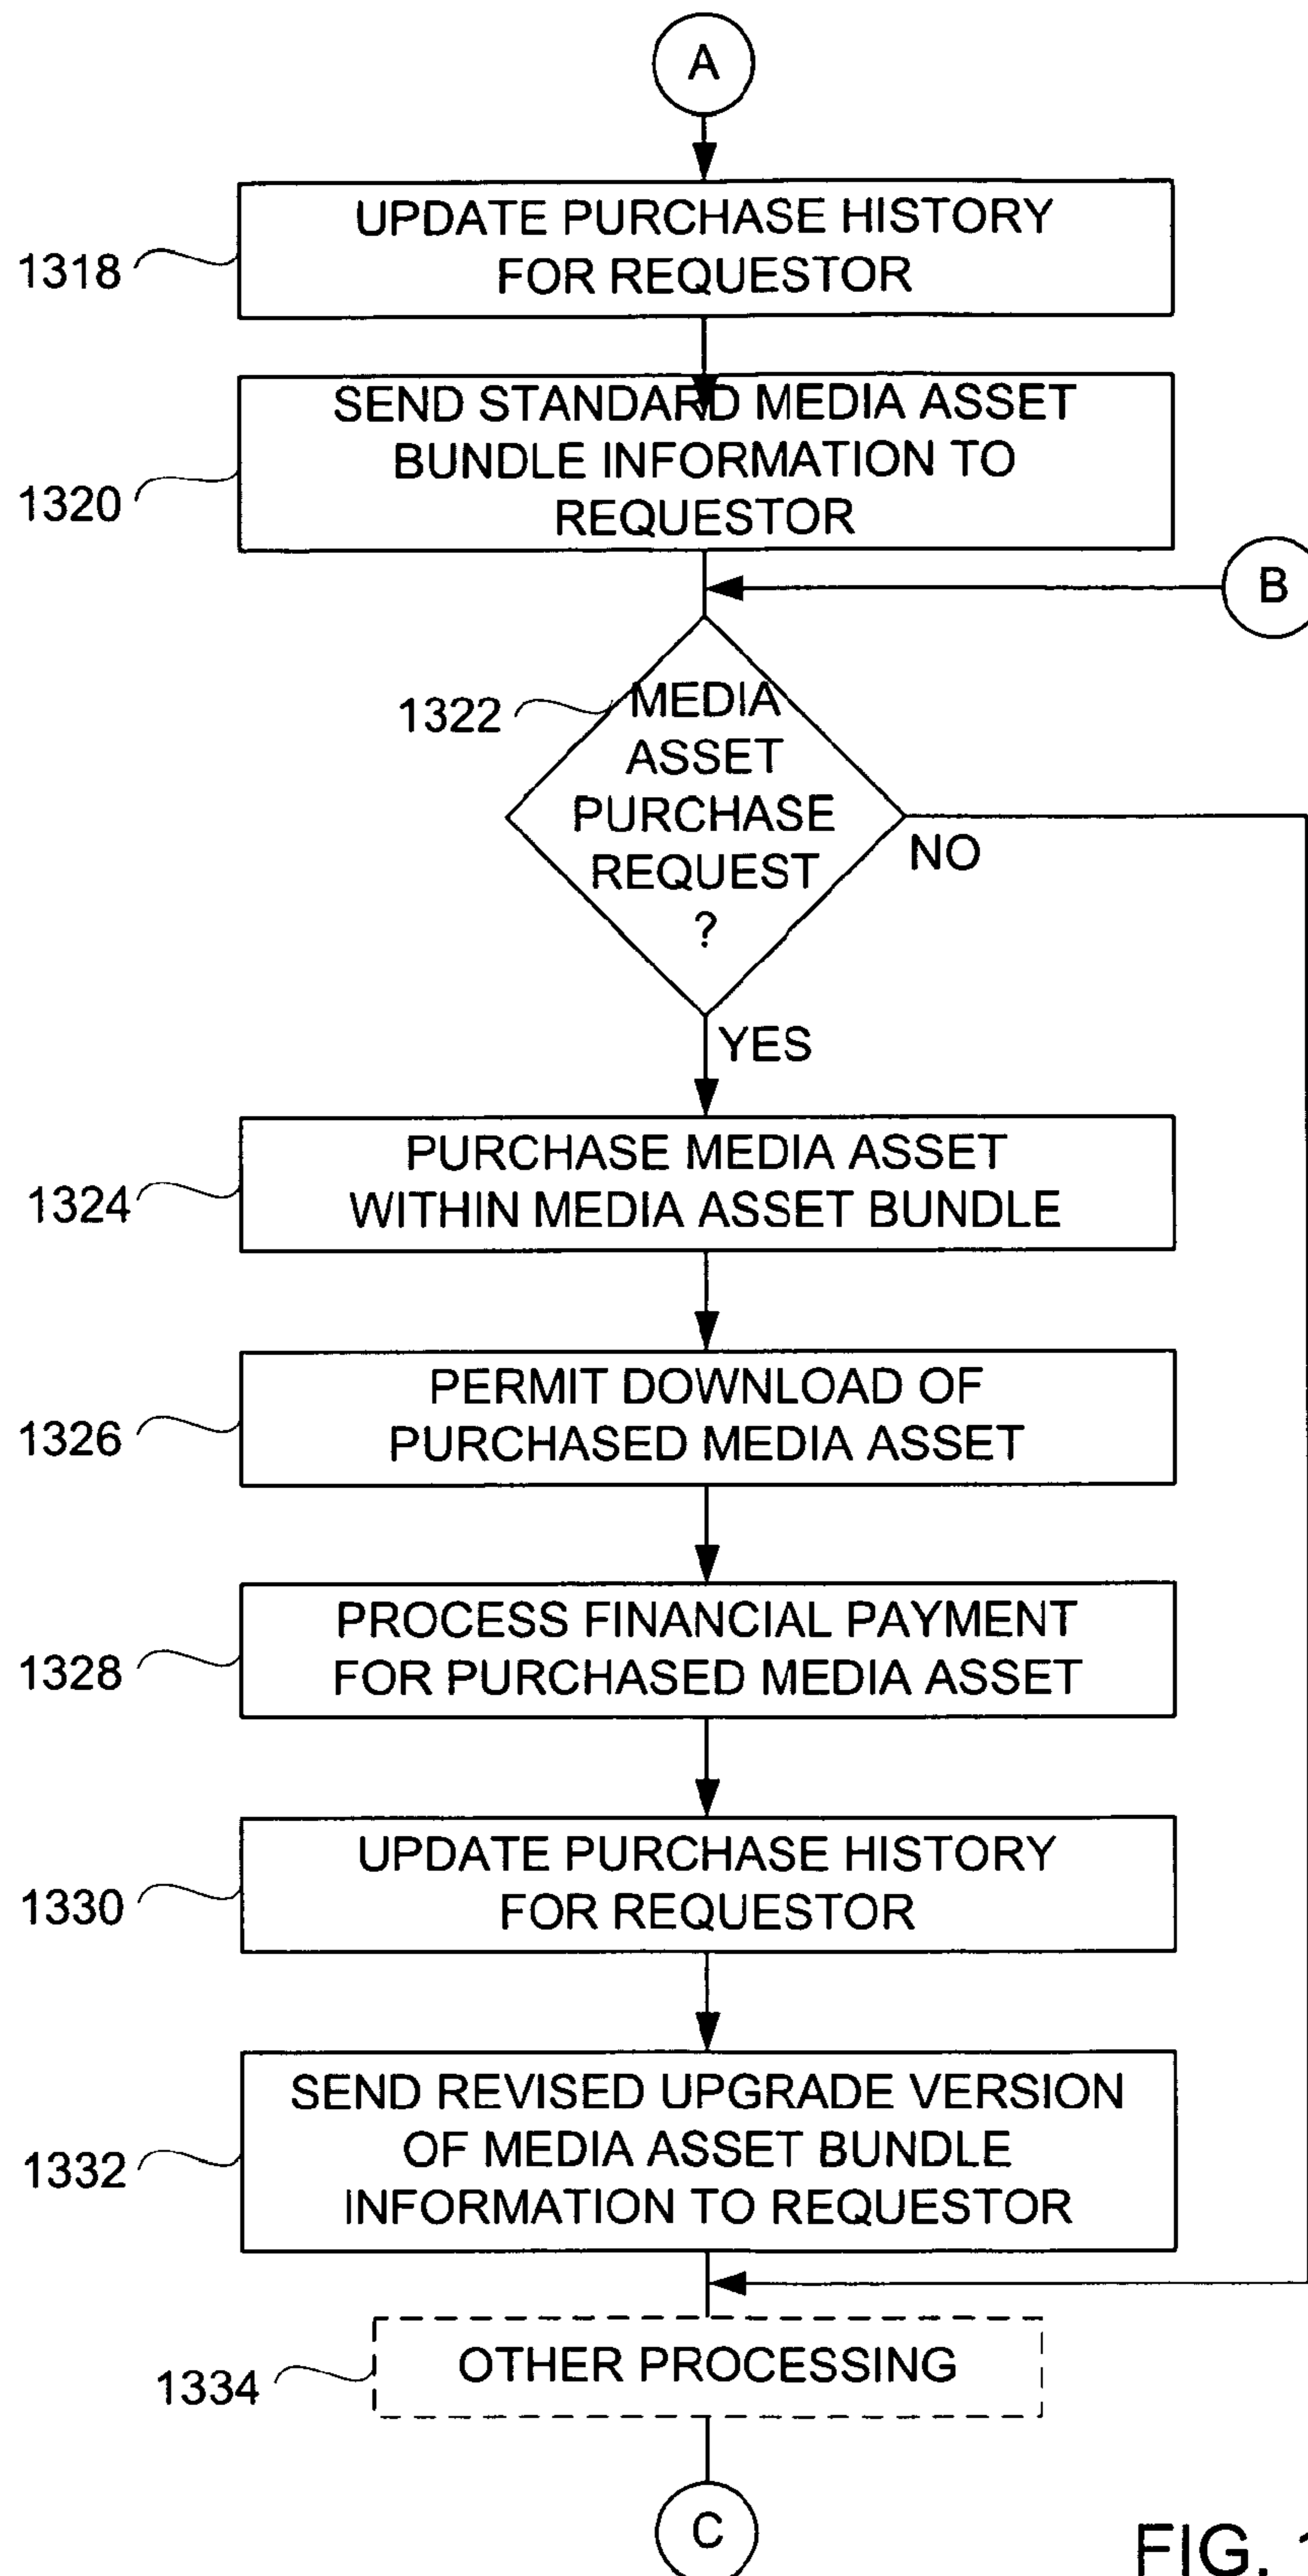 A
UPDATE PURCHASE HISTORY
FOR REQUESTOR
1318
SEND STANDARD MEDIA ASSET
BUNDLE INFORMATION TO
REQUESTOR
1320
B
1322
MEDIA
ASSET
PURCHASE
REQUEST
?
NO
YES
PURCHASE MEDIA ASSET
WITHIN MEDIA ASSET BUNDLE
1324
PERMIT DOWNLOAD OF
PURCHASED MEDIA ASSET
1326
PROCESS FINANCIAL PAYMENT
FOR PURCHASED MEDIA ASSET
1328
UPDATE PURCHASE HISTORY
FOR REQUESTOR
1330
SEND REVISED UPGRADE VERSION
OF MEDIA ASSET BUNDLE
INFORMATION TO REQUESTOR
1332
OTHER PROCESSING
1334
C
FIG.